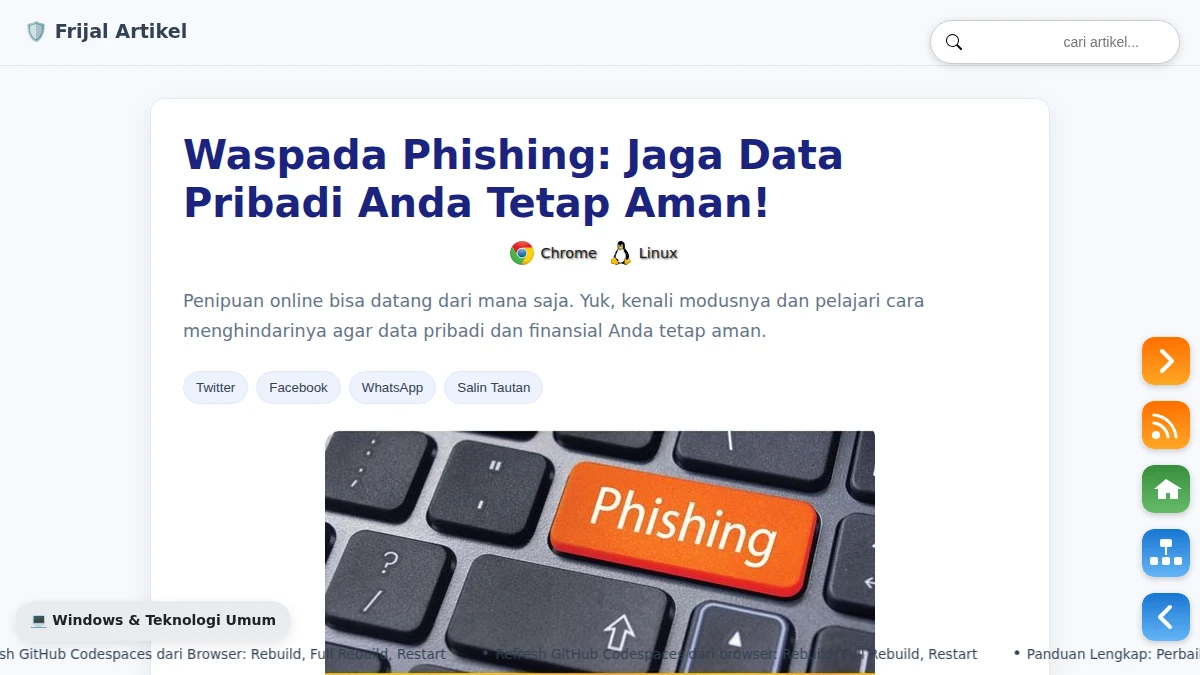 Frijal Artikel
cari artikel...
Waspada Phishing: Jaga Data
Pribadi Anda Tetap Aman!
Chrome Linux
Penipuan online bisa datang dari mana saja. Yuk, kenali modusnya dan pelajari cara
menghindarinya agar data pribadi dan finansial Anda tetap aman.
Twitter Facebook WhatsApp Salin Tautan
Phishing
💻 Windows & Teknologi Umum
sh GitHub Codespaces dari Browser: Rebuild, Full Rebuild, Restart • Refresh GitHub Codespaces dari browser: Rebuild, Full Rebuild, Restart • Panduan Lengkap: Perbai